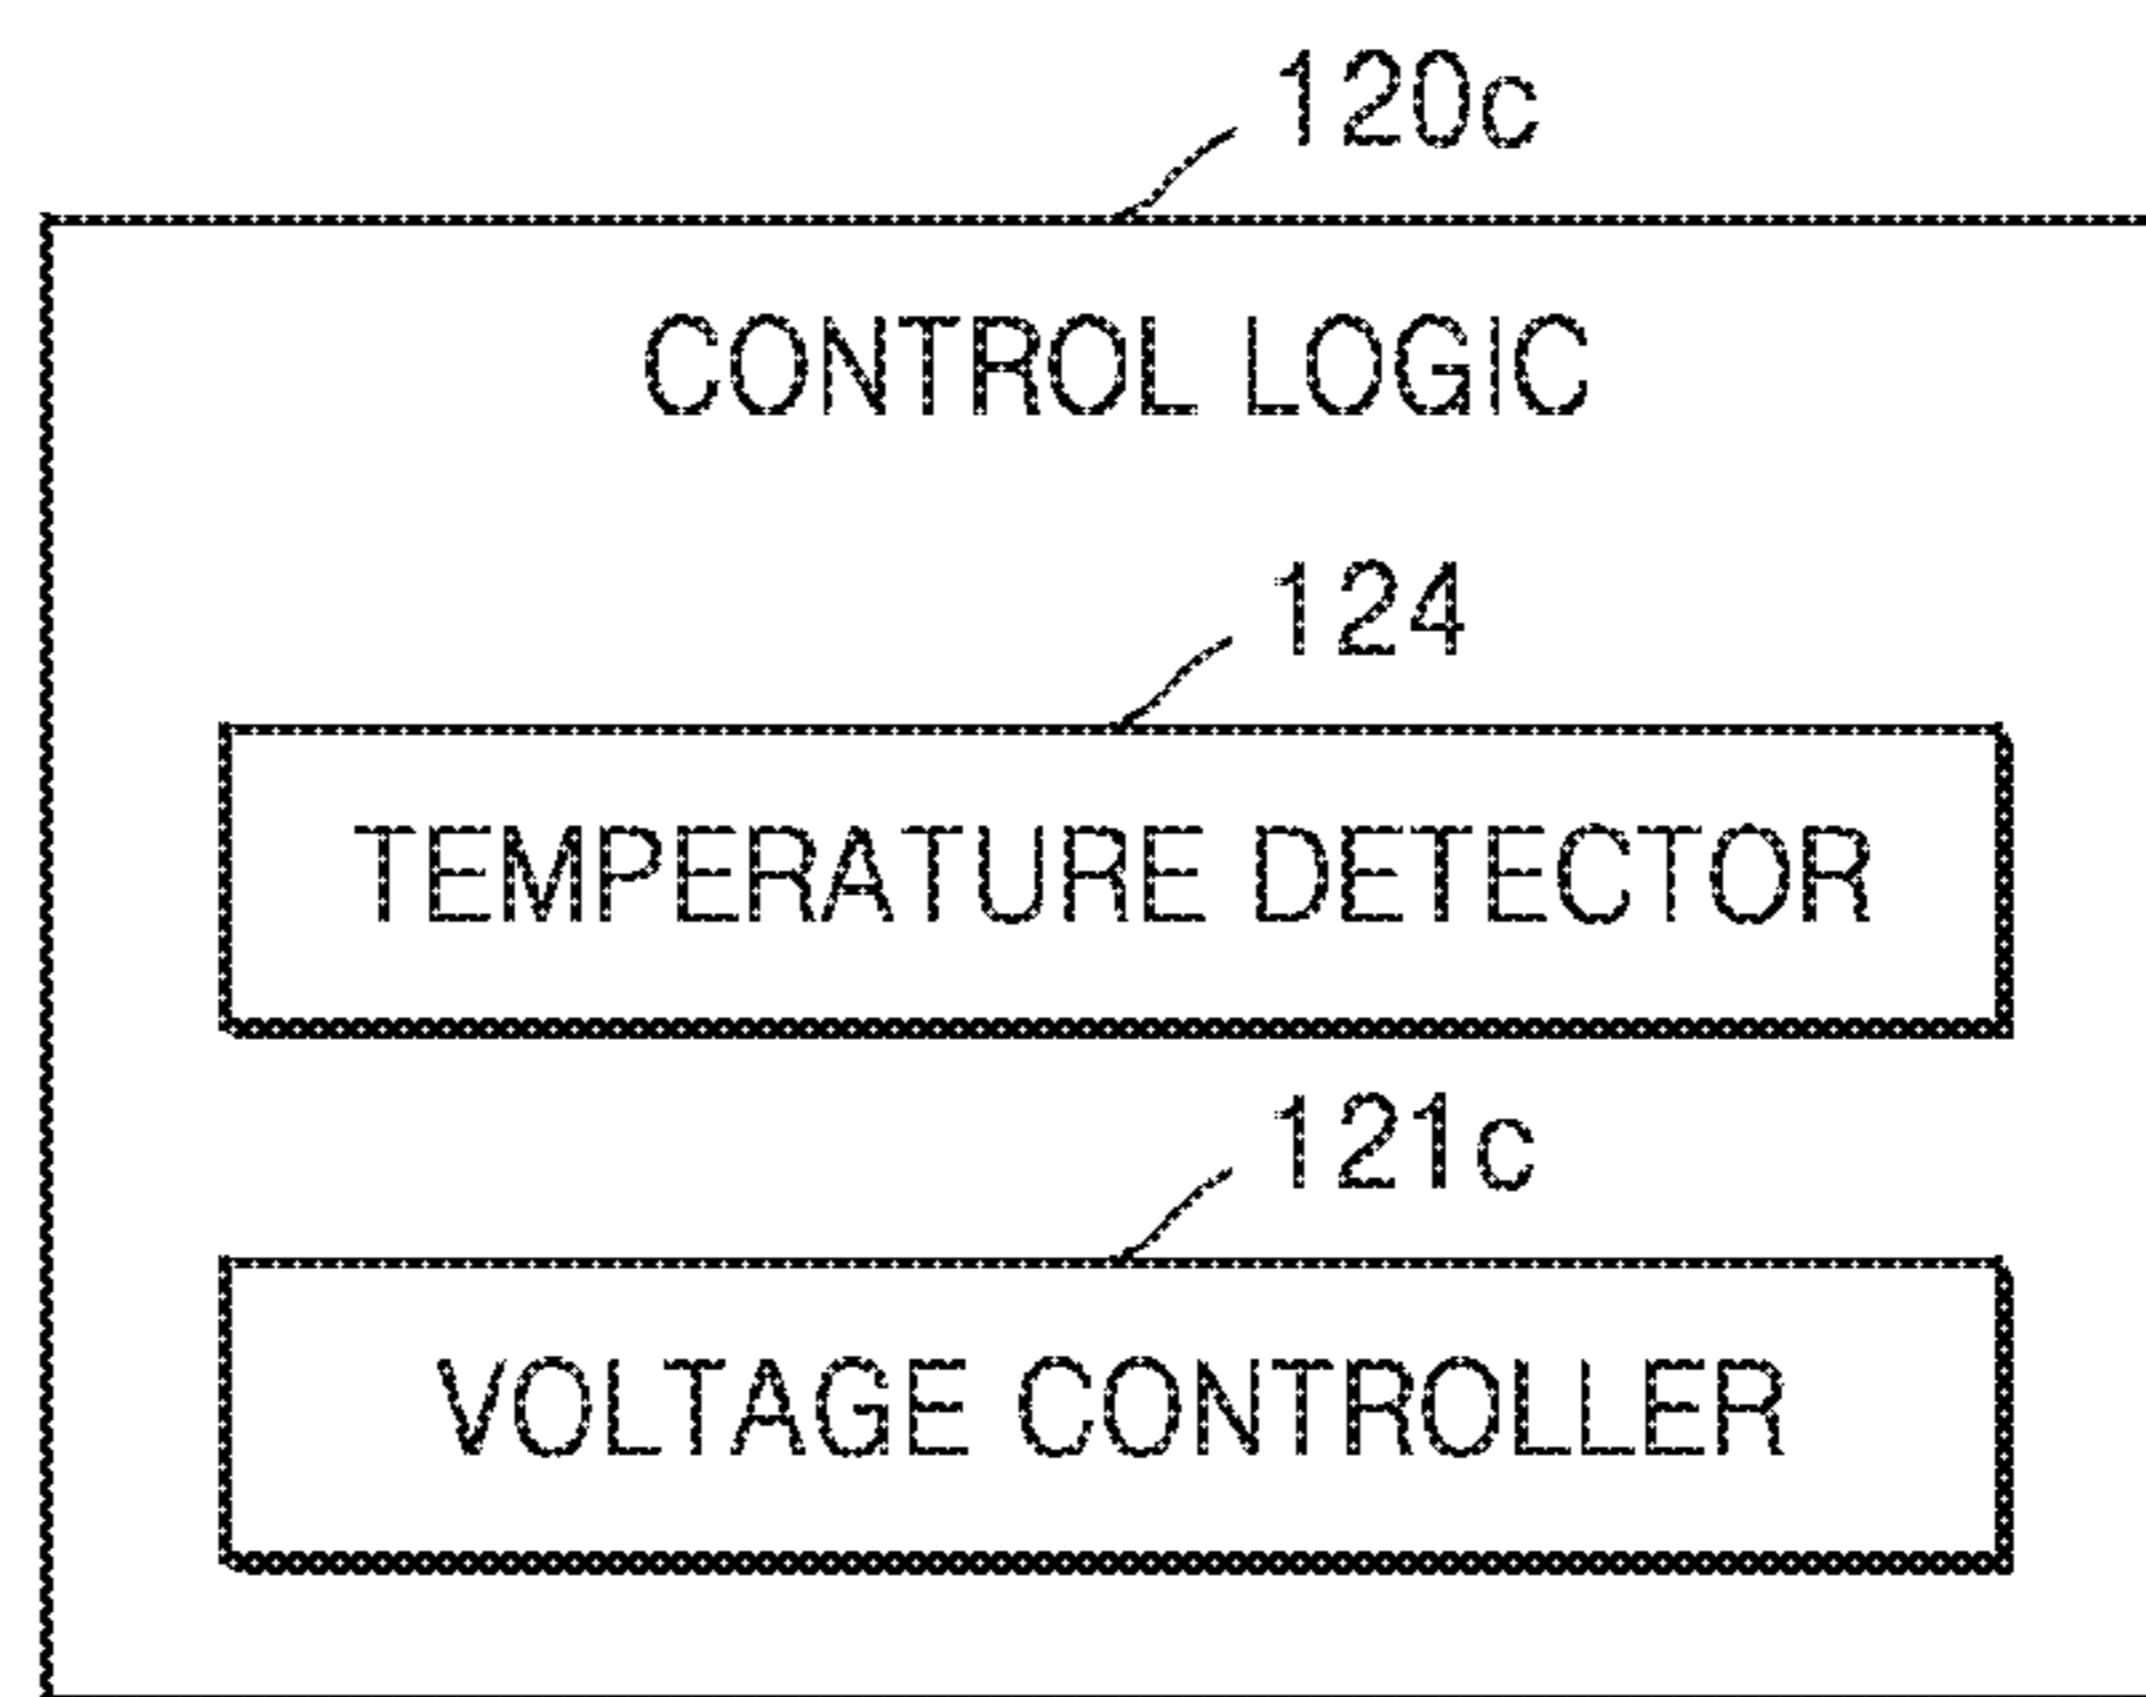 120c
CONTROL LOGIC
124
TEMPERATURE DETECTOR
121c
VOLTAGE CONTROLLER